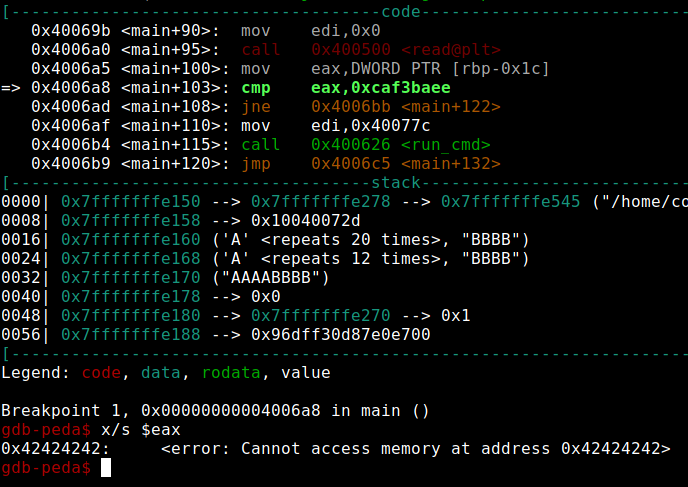 [-------------------------------------code-----------------------------
   0x40069b <main+90>:	mov    edi,0x0
   0x4006a0 <main+95>:	call   0x400500 <read@plt>
   0x4006a5 <main+100>:	mov    eax,DWORD PTR [rbp-0x1c]
=> 0x4006a8 <main+103>:	cmp    eax,0xcaf3baee
   0x4006ad <main+108>:	jne    0x4006bb <main+122>
   0x4006af <main+110>:	mov    edi,0x40077c
   0x4006b4 <main+115>:	call   0x400626 <run_cmd>
   0x4006b9 <main+120>:	jmp    0x4006c5 <main+132>
[------------------------------------stack-----------------------------
0000| 0x7fffffffe150 --> 0x7fffffffe278 --> 0x7fffffffe545 ("/home/co
0008| 0x7fffffffe158 --> 0x10040072d
0016| 0x7fffffffe160 ('A' <repeats 20 times>, "BBBB")
0024| 0x7fffffffe168 ('A' <repeats 12 times>, "BBBB")
0032| 0x7fffffffe170 ("AAAABBBB")
0040| 0x7fffffffe178 --> 0x0
0048| 0x7fffffffe180 --> 0x7fffffffe270 --> 0x1
0056| 0x7fffffffe188 --> 0x96dff30d87e0e700
[----------------------------------------------------------------------
Legend: code, data, rodata, value
Breakpoint 1, 0x00000000004006a8 in main ()
gdb-peda$ x/s $eax
0x42424242:	<error: Cannot access memory at address 0x42424242>
gdb-peda$